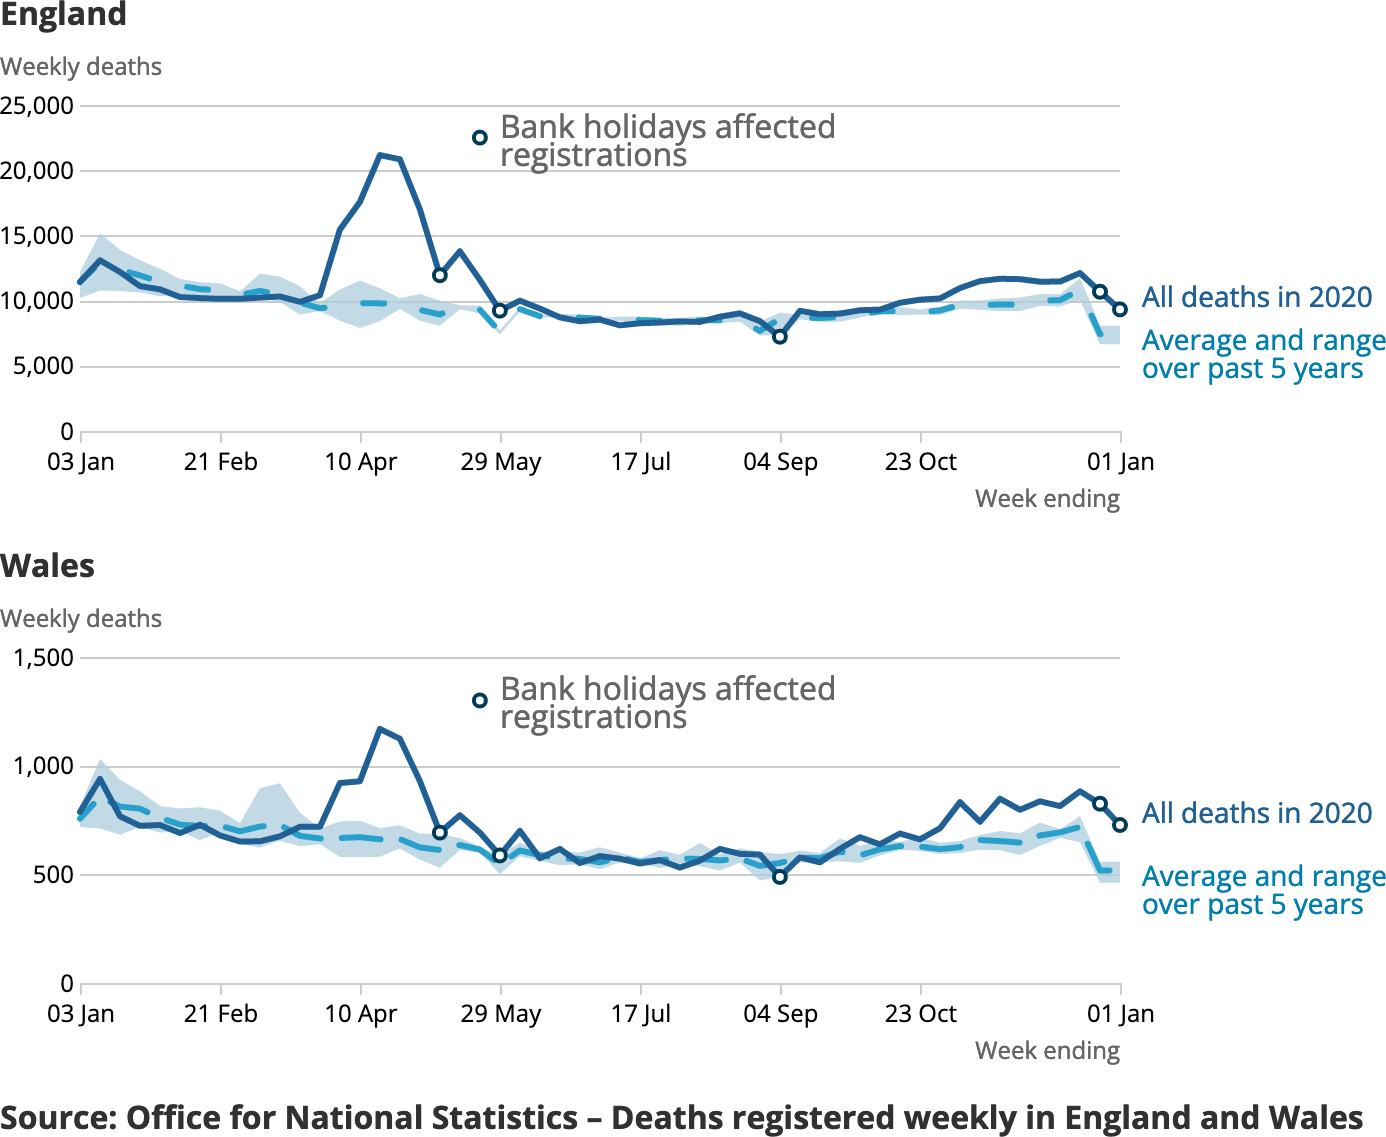 England
Weekly deaths
25,000
Bank holidays affected
registrations
20,000
15,000
10,000
All deaths in 2020
Average and range
over past 5 years
5,000
0
03 Jan 21 Feb 10 Apr 29 May 17 Jul 04 Sep 23 Oct 01 Jan
Week ending
Wales
Weekly deaths
1,500
Bank holidays affected
registrations
1,000
All deaths in 2020
500
Average and range
over past 5 years
0
03 Jan 21 Feb 10 Apr 29 May 17 Jul 04 Sep 23 Oct 01 Jan
Week ending
Source: Office for National Statistics – Deaths registered weekly in England and Wales